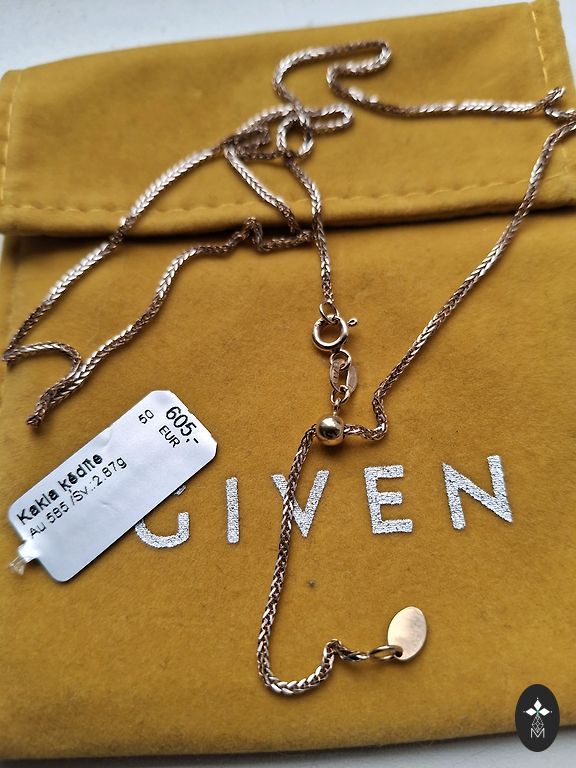 50
605,-
EUR
Kakla ķēdīte
Au 585 /Sv.:2.87g
GIVEN
M